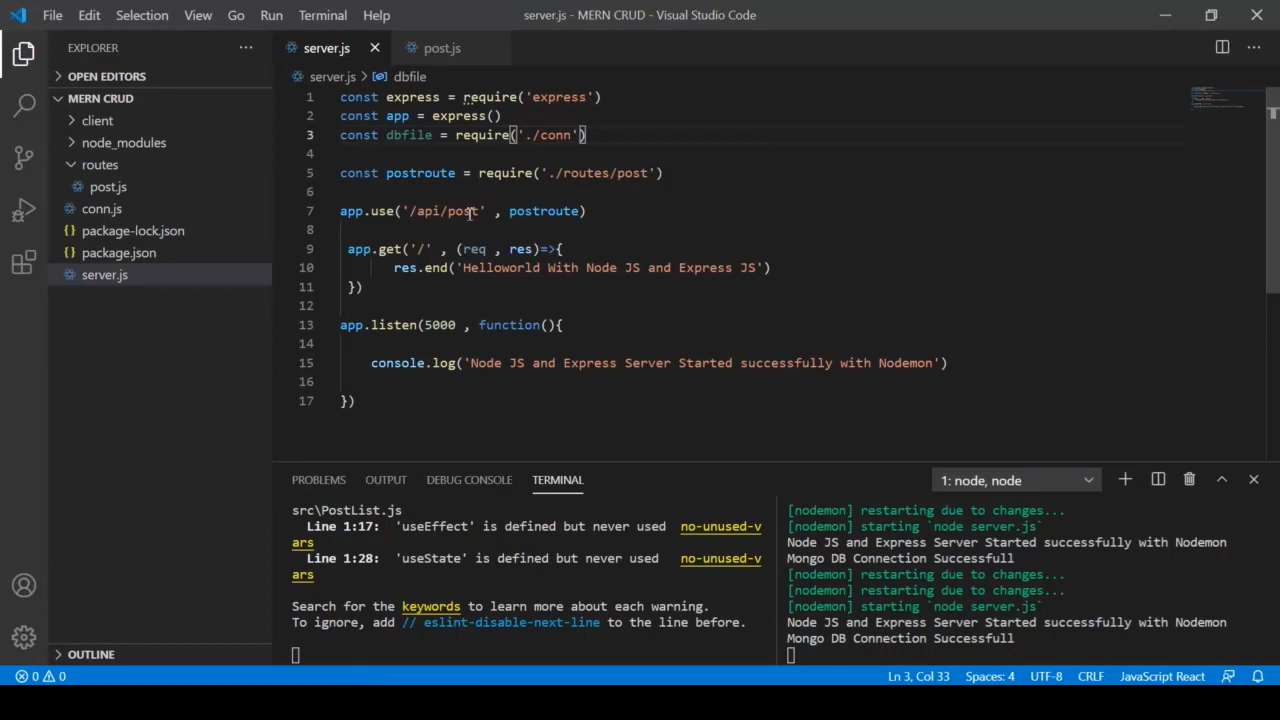 File Edit Selection View Go Run Terminal Help server.js - MERN CRUD - Visual Studio Code
EXPLORER
OPEN EDITORS
MERN CRUD
client
node_modules
routes
post.js
conn.js
package-lock.json
package.json
server.js
OUTLINE
server.js post.js
server.js > dbfile
1 const express = require('express')
2 const app = express()
3 const dbfile = require('./conn')
4
5 const postroute = require('./routes/post')
6
7 app.use('/api/post' , postroute)
8
9 app.get('/' , (req , res)=>{
10 res.end('Helloworld With Node JS and Express JS')
11 })
12
13 app.listen(5000 , function(){
14
15 console.log('Node JS and Express Server Started successfully with Nodemon')
16
17 })
PROBLEMS OUTPUT DEBUG CONSOLE TERMINAL 1: node, node
src\PostList.js
Line 1:17: 'useEffect' is defined but never used no-unused-v
ars
Line 1:28: 'useState' is defined but never used no-unused-v
ars
Search for the keywords to learn more about each warning.
To ignore, add // eslint-disable-next-line to the line before.
[nodemon] restarting due to changes...
[nodemon] starting `node server.js`
Node JS and Express Server Started successfully with Nodemon
Mongo DB Connection Successfull
[nodemon] restarting due to changes...
[nodemon] restarting due to changes...
[nodemon] starting `node server.js`
Node JS and Express Server Started successfully with Nodemon
Mongo DB Connection Successfull
0 0 Ln 3, Col 33 Spaces: 4 UTF-8 CRLF JavaScript React